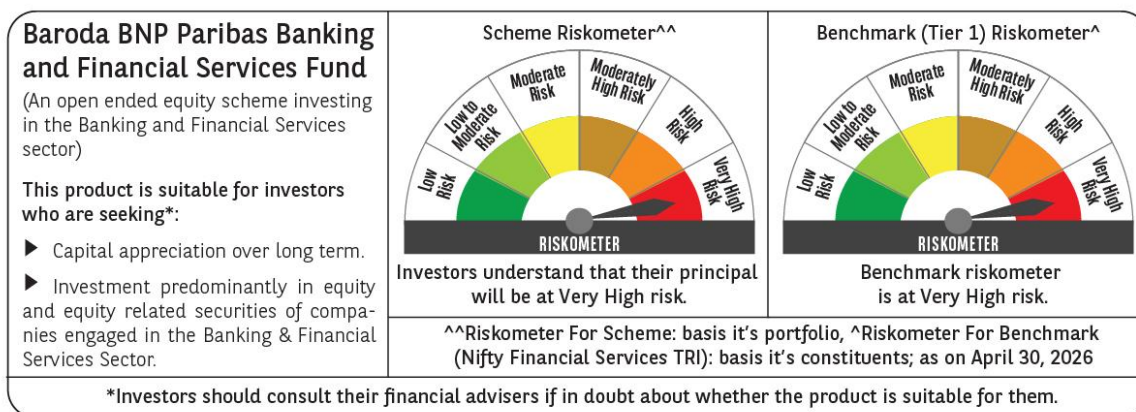 Baroda BNP Paribas Banking
and Financial Services Fund
(An open ended equity scheme investing
in the Banking and Financial Services
sector)
This product is suitable for investors
who are seeking*:
▶ Capital appreciation over long term.
▶ Investment predominantly in equity
and equity related securities of compa-
nies engaged in the Banking & Financial
Services Sector.
Scheme Riskometer^^
Low
Risk
Low to
Moderate
Risk
Moderate
Risk
Moderately
High Risk
High
Risk
Very High
Risk
RISKOMETER
Investors understand that their principal
will be at Very High risk.
Benchmark (Tier 1) Riskometer^
Low
Risk
Low to
Moderate
Risk
Moderate
Risk
Moderately
High Risk
High
Risk
Very High
Risk
RISKOMETER
Benchmark riskometer
is at Very High risk.
^^Riskometer For Scheme: basis it's portfolio, ^Riskometer For Benchmark
(Nifty Financial Services TRI): basis it's constituents; as on April 30, 2026
*Investors should consult their financial advisers if in doubt about whether the product is suitable for them.